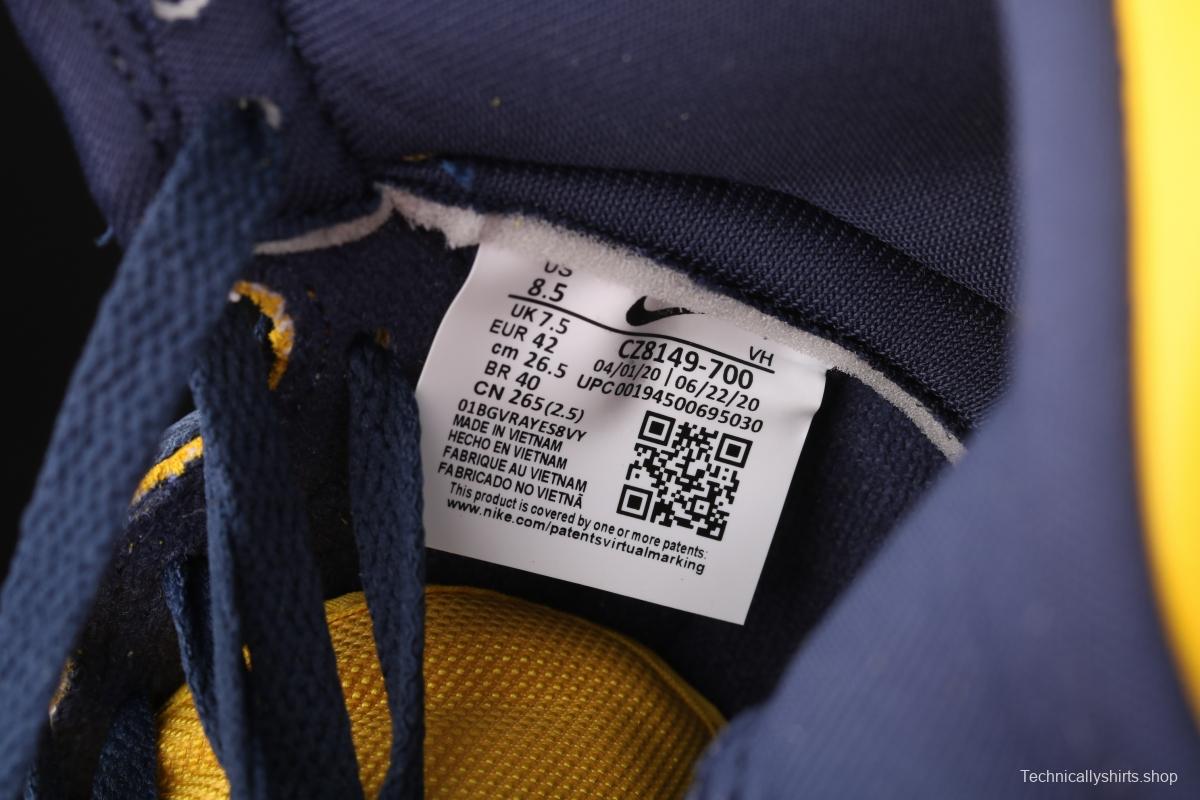 US
8.5
UK 7.5
EUR 42
cm 26.5
BR 40
CN 265(2.5)
VH
CZ8149-700
04/01/20 | 06/22/20
UPC00194500695030
01BGVRAYES8VY
MADE IN VIETNAM
HECHO EN VIETNAM
FABRIQUE AU VIETNAM
FABRICADO NO VIETNÃ
This product is covered by one or more patents:
www.nike.com/patentsvirtualmarking
Technicallyshirts.shop